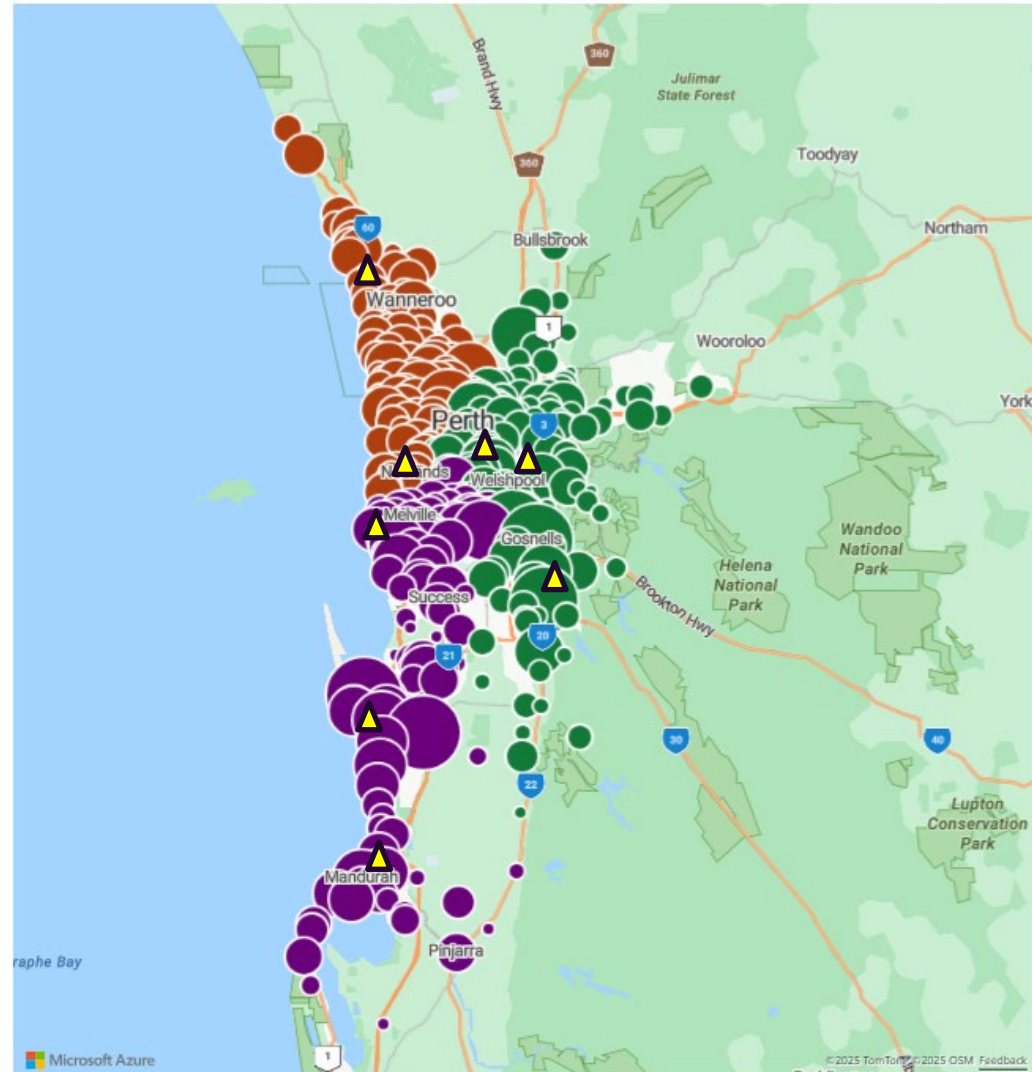 Brand Hwy
360
Julimar
State Forest
360
Toodyay
Northam
60
Bullsbrook
Wanneroo
1
Wooroloo
York
Perth
3
Welshpool
Melville
Gosnells
Wandoo
National
Park
Helena
National
Park
Success
Brookton Hwy
20
21
30
40
22
Lupton
Conservation
Park
Mandurah
Pinjarra
raphe Bay
1
Microsoft Azure
©2025 TomTom, ©2025 OSM Feedback